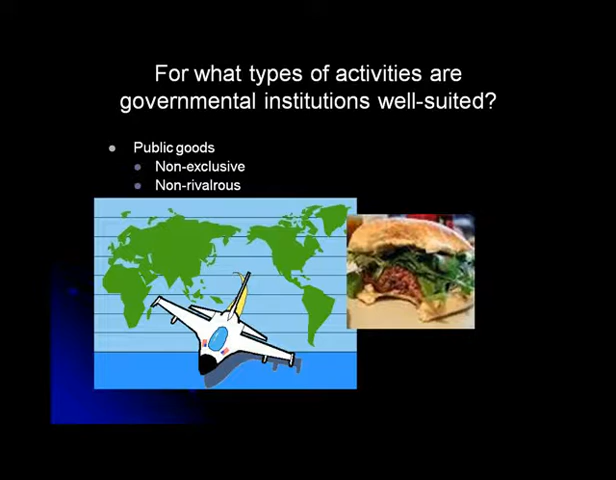 For what types of activities are
governmental institutions well-suited?
Public goods
Non-exclusive
Non-rivalrous